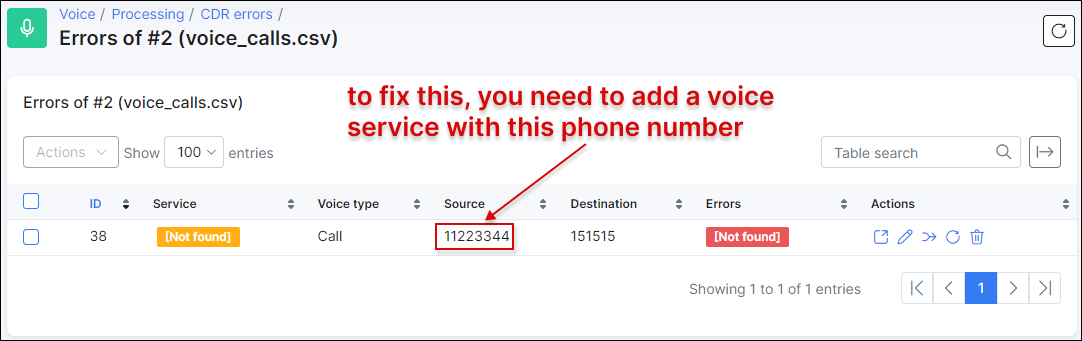 Voice / Processing / CDR errors /
Errors of #2 (voice_calls.csv)
Errors of #2 (voice_calls.csv)
to fix this, you need to add a voice
service with this phone number
Actions Show 100 entries Table search
ID Service Voice type Source Destination Errors Actions
38 [Not found] Call 11223344 151515 [Not found]
Showing 1 to 1 of 1 entries 1